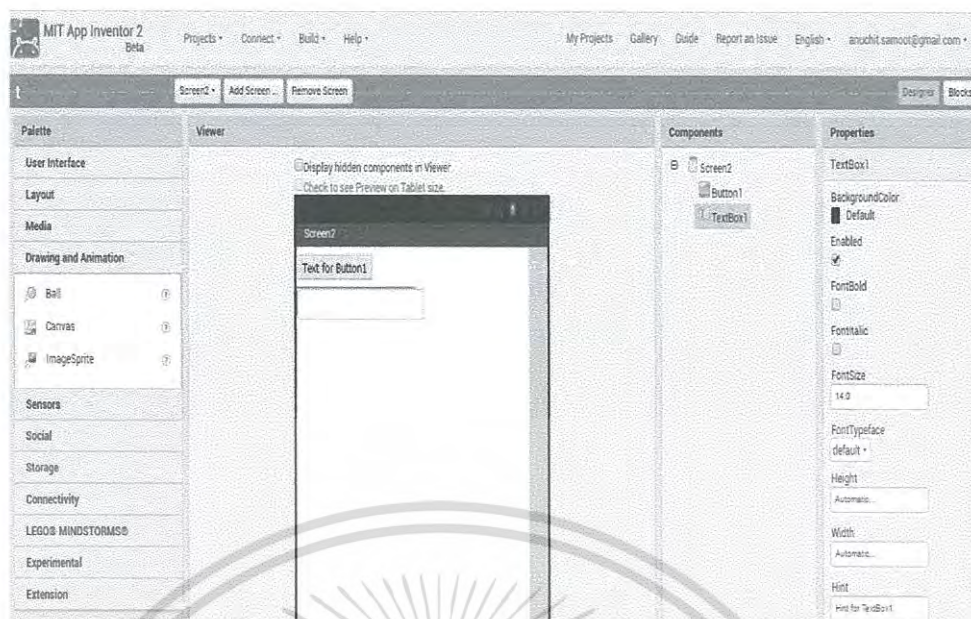 MIT App Inventor 2
Beta
Projects Connect Build Help
My Projects Gallery Guide Report an Issue English anuchit.samoot@gmail.com
t
Screen2 Add Screen ... Remove Screen
Designer Blocks
Palette
User Interface
Layout
Media
Drawing and Animation
Ball
Canvas
ImageSprite
Sensors
Social
Storage
Connectivity
LEGO® MINDSTORMS®
Experimental
Extension
Viewer
Display hidden components in Viewer
Check to see Preview on Tablet size.
Screen2
Text for Button1
Components
Screen2
Button1
TextBox1
Properties
TextBox1
BackgroundColor
Default
Enabled
FontBold
FontItalic
FontSize
14.0
FontTypeface
default
Height
Automatic...
Width
Automatic...
Hint
Hint for TextBox1